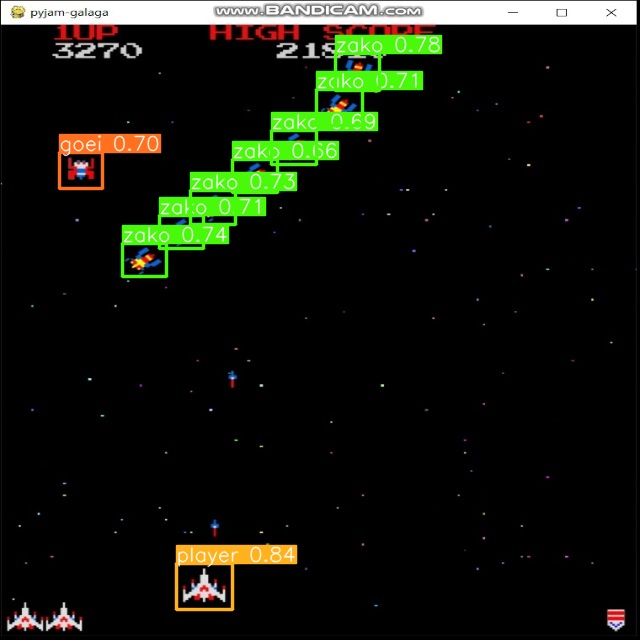 pyjam-galaga
www.BANDICAM.com
1UP
HIGH SCORE
3270
zako 0.78
zako 0.71
zako 0.69
goei 0.70
zako 0.66
zako 0.73
zako 0.71
zako 0.74
player 0.84